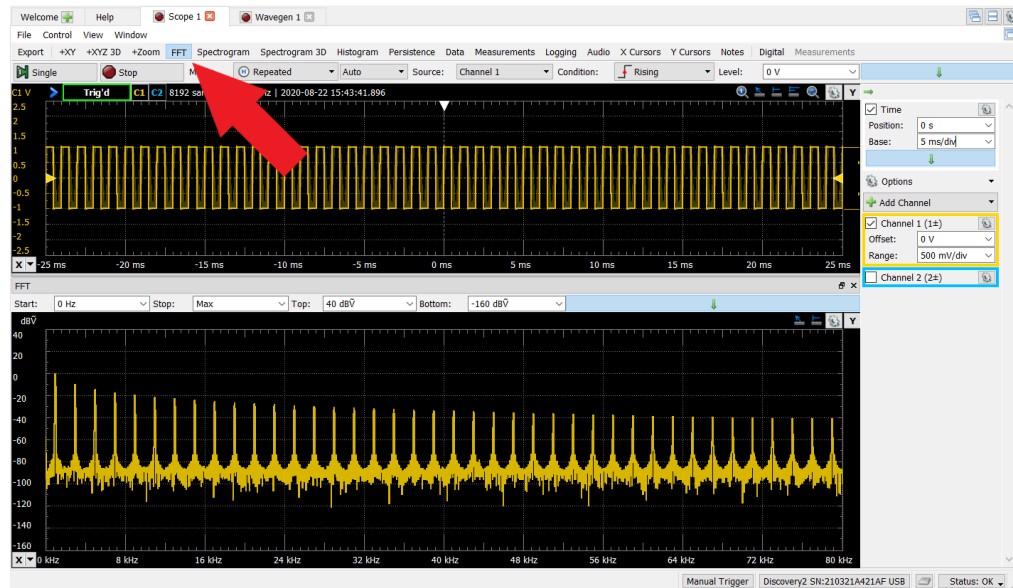 Welcome Help Scope 1 Wavegen 1
File Control View Window
Export +XY +XYZ 3D +Zoom FFT Spectrogram Spectrogram 3D Histogram Persistence Data Measurements Logging Audio X Cursors Y Cursors Notes Digital Measurements
Single Stop Repeated Auto Source: Channel 1 Condition: Rising Level: 0 V
C1 V Trig'd C1 C2 8192 2020-08-22 15:43:41.896 Y
2.5
2
1.5
1
0.5
0
-0.5
-1
-1.5
-2
-2.5
X -25 ms -20 ms -15 ms -10 ms -5 ms 0 ms 5 ms 10 ms 15 ms 20 ms 25 ms
Time
Position: 0 s
Base: 5 ms/div
Options
Add Channel
Channel 1 (1±)
Offset: 0 V
Range: 500 mV/div
Channel 2 (2±)
FFT
Start: 0 Hz Stop: Max Top: 40 dBṼ Bottom: -160 dBṼ
dBṼ Y
40
20
0
-20
-40
-60
-80
-100
-120
-140
-160
X 0 kHz 8 kHz 16 kHz 24 kHz 32 kHz 40 kHz 48 kHz 56 kHz 64 kHz 72 kHz 80 kHz
Manual Trigger Discovery2 SN:210321A421AF USB Status: OK